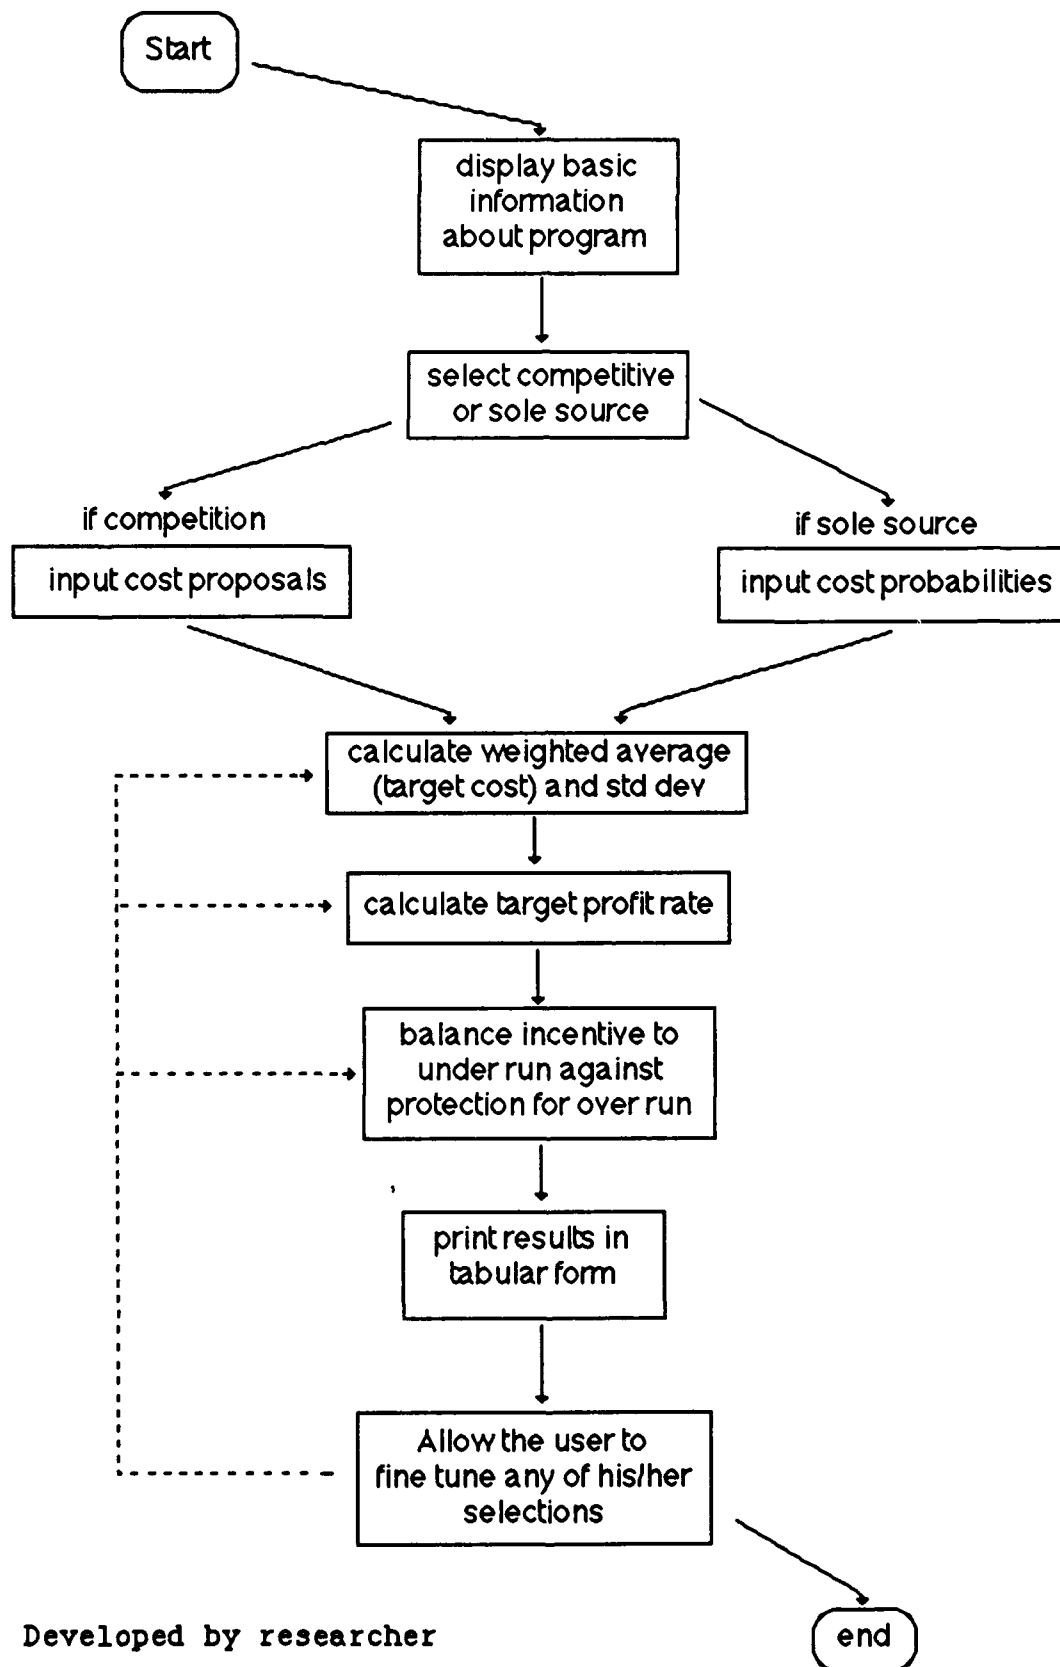 Start
display basic
information
about program
select competitive
or sole source
if competition
input cost proposals
if sole source
input cost probabilities
calculate weighted average
(target cost) and std dev
calculate target profit rate
balance incentive to
under run against
protection for over run
print results in
tabular form
Allow the user to
fine tune any of his/her
selections
end
Developed by researcher